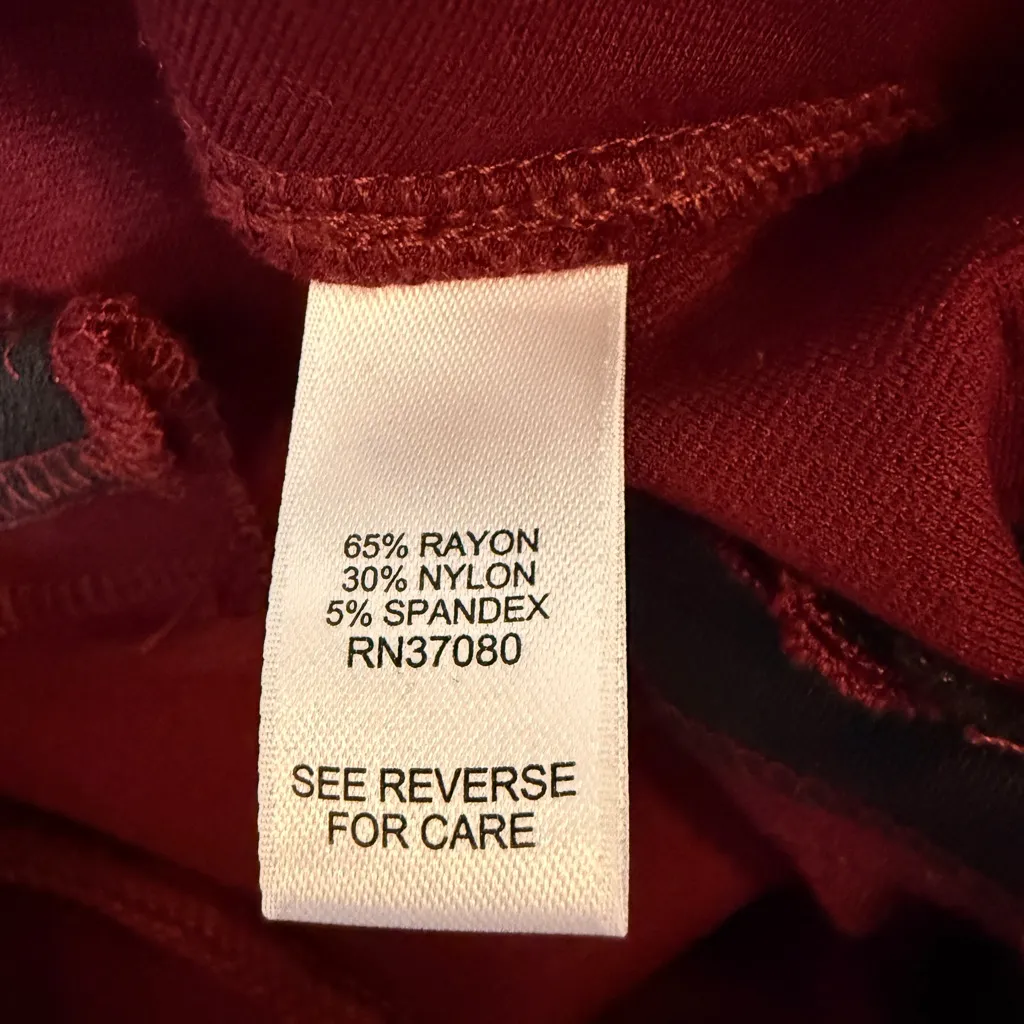 65% RAYON
30% NYLON
5% SPANDEX
RN37080
SEE REVERSE
FOR CARE